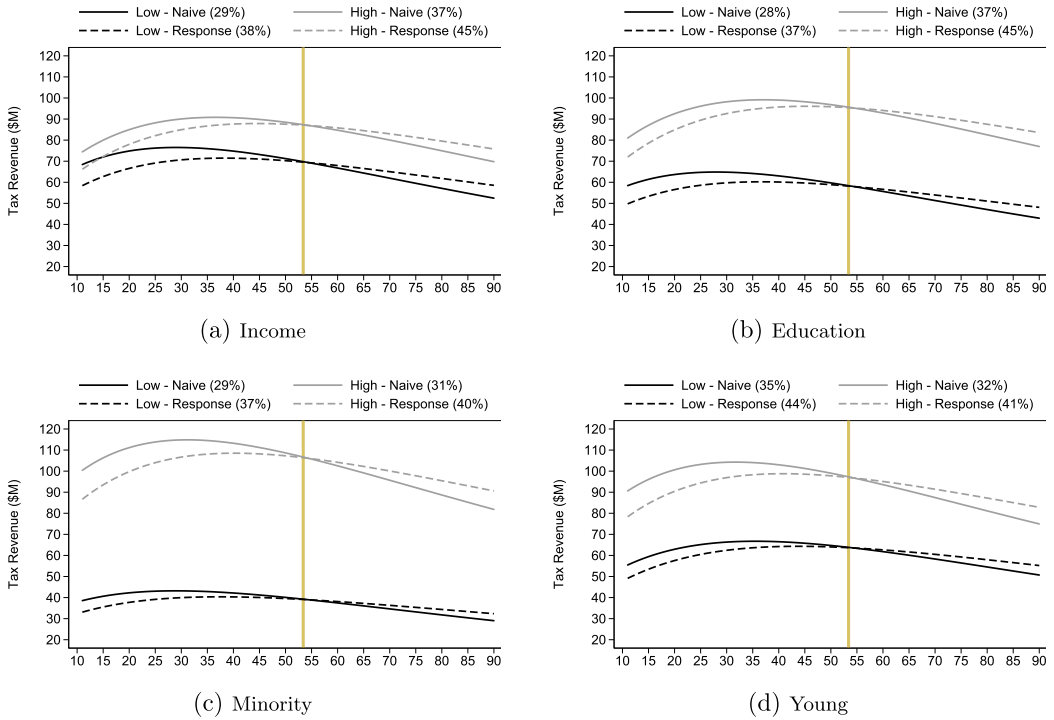 Low - Naive (29%) High - Naive (37%)
Low - Response (38%) High - Response (45%)
Tax Revenue ($M)
120
110
100
90
80
70
60
50
40
30
20
10 15 20 25 30 35 40 45 50 55 60 65 70 75 80 85 90
(a) Income
Low - Naive (28%) High - Naive (37%)
Low - Response (37%) High - Response (45%)
Tax Revenue ($M)
120
110
100
90
80
70
60
50
40
30
20
10 15 20 25 30 35 40 45 50 55 60 65 70 75 80 85 90
(b) Education
Low - Naive (29%) High - Naive (31%)
Low - Response (37%) High - Response (40%)
Tax Revenue ($M)
120
110
100
90
80
70
60
50
40
30
20
10 15 20 25 30 35 40 45 50 55 60 65 70 75 80 85 90
(c) Minority
Low - Naive (35%) High - Naive (32%)
Low - Response (44%) High - Response (41%)
Tax Revenue ($M)
120
110
100
90
80
70
60
50
40
30
20
10 15 20 25 30 35 40 45 50 55 60 65 70 75 80 85 90
(d) Young